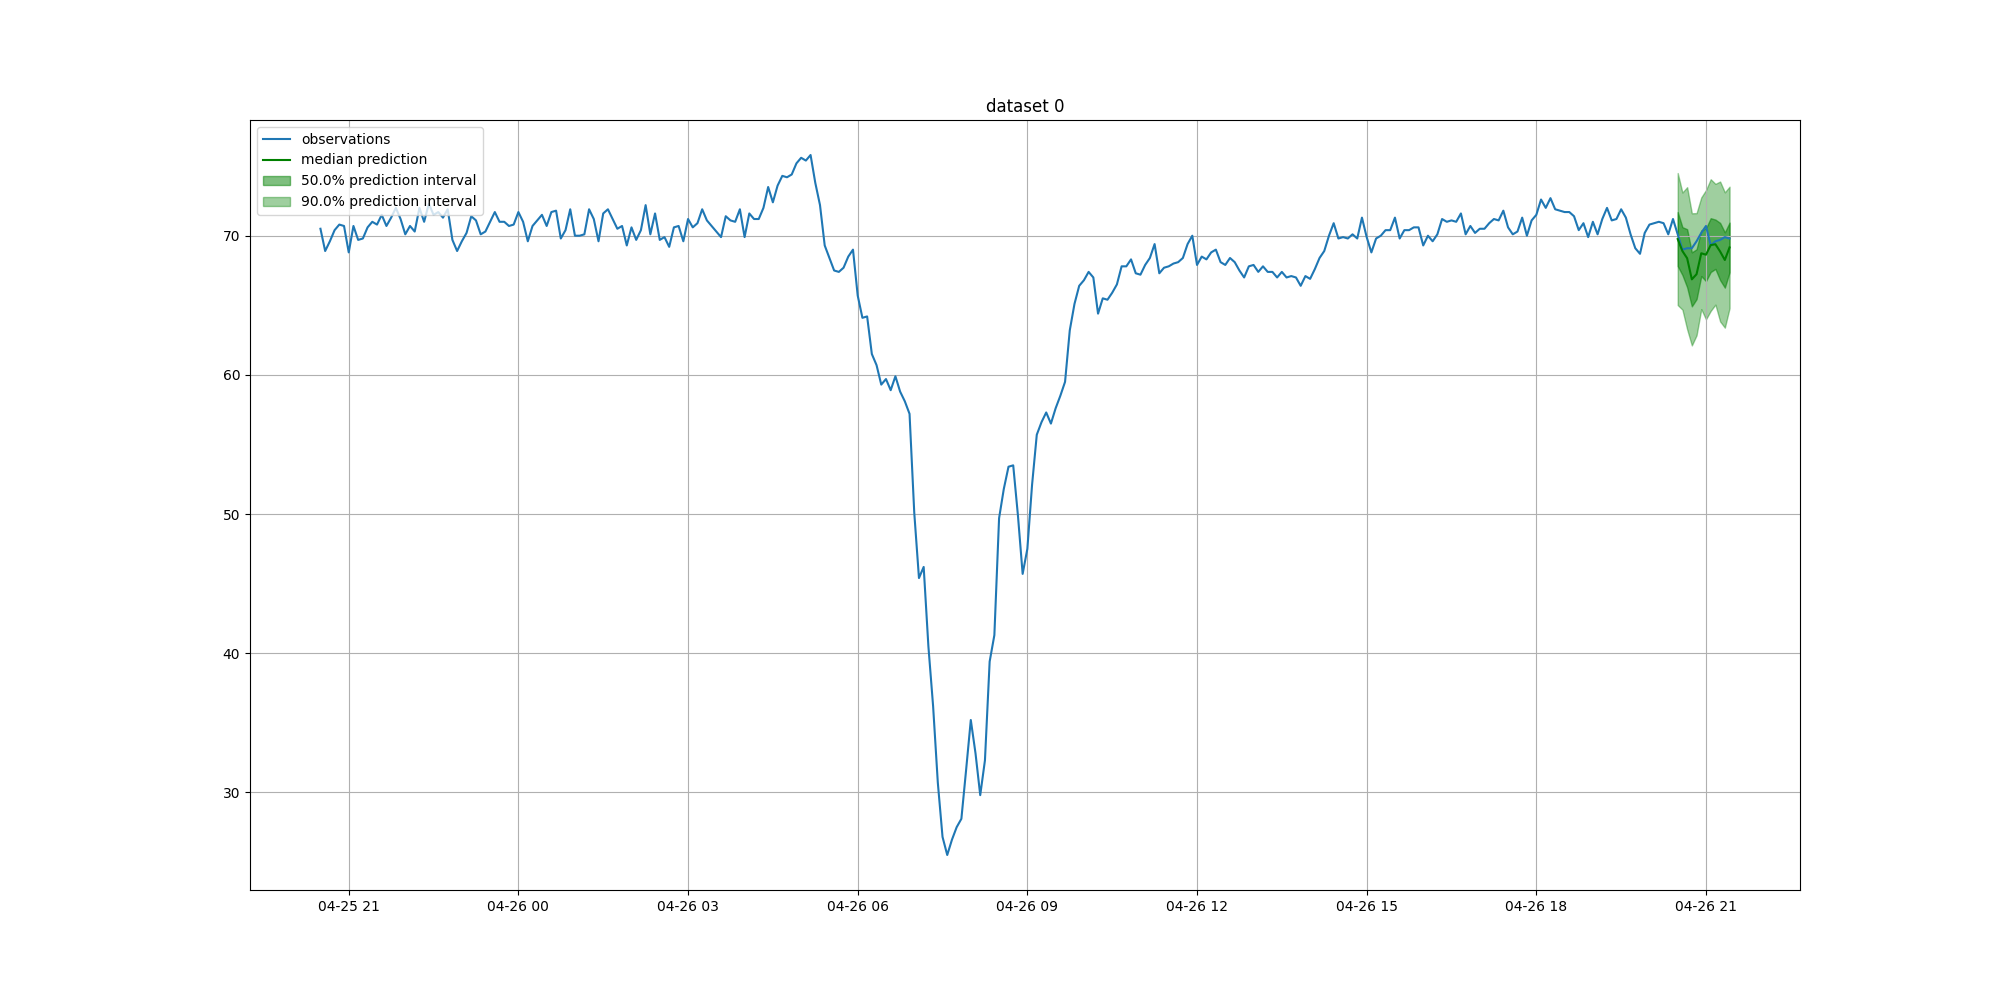 dataset 0
observations
median prediction
50.0% prediction interval
90.0% prediction interval
70
60
50
40
30
04-25 21
04-26 00
04-26 03
04-26 06
04-26 09
04-26 12
04-26 15
04-26 18
04-26 21